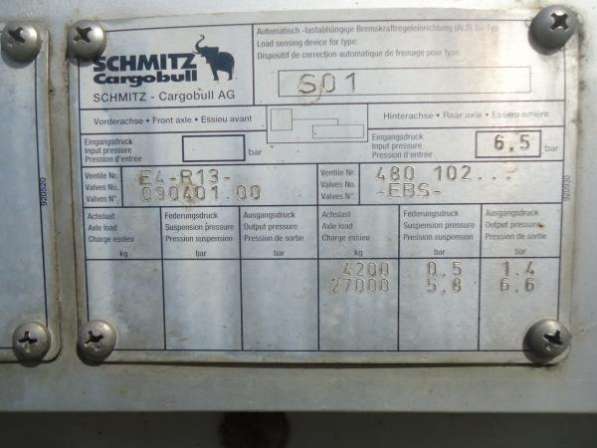 SCHMITZ
Cargobull
SCHMITZ - Cargobull AG
Automatisch -lastabhängige Bremskraftregeleinrichtung (ALB) für Typ
Load sensing device for type:
Dispositif de correction automatique de freinage pour type:
S01
Vorderachse • Front axle • Essieu avant
Hinterachse • Rear axle • Essieu arriere
Eingangsdruck
Input pressure
Pression d'entrée
bar
Eingangsdruck
Input pressure
Pression d'entrée
6,5 bar
Ventile Nr.
Valves No.
Valves N°.
E4-R13-
090401.00
Ventile Nr.
Valves No.
Valves N°.
480 102...
-EBS-
Achslast
Axle load
Charge essieu
kg
Federungsdruck
Suspension pressure
Pression suspension
bar
Ausgangsdruck
Output pressure
Pression de sortie
bar
Achslast
Axle load
Charge essieu
kg
Federungsdruck
Suspension pressure
Pression suspension
bar
Ausgangsdruck
Output pressure
Pression de sortie
bar
4200 0.5 1.4
27000 5.8 6.6